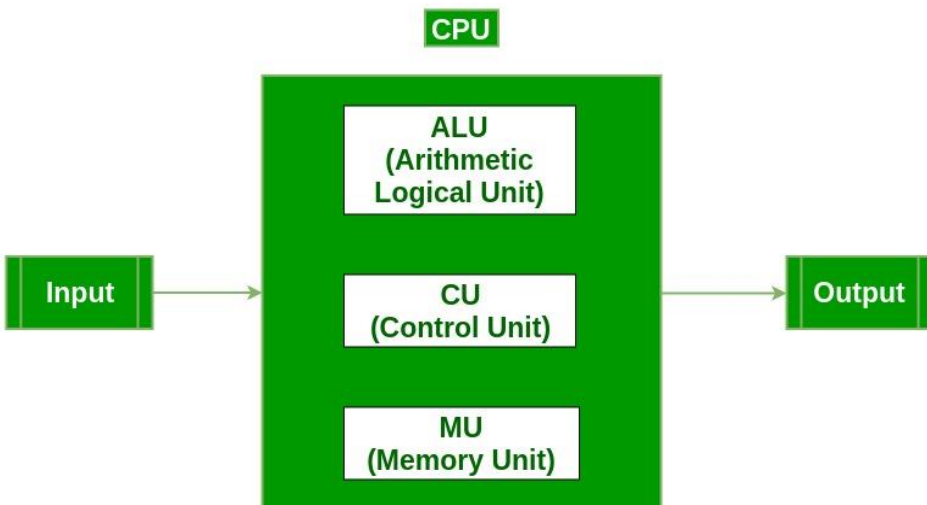 CPU
ALU
(Arithmetic
Logical Unit)
Input
CU
(Control Unit)
Output
MU
(Memory Unit)